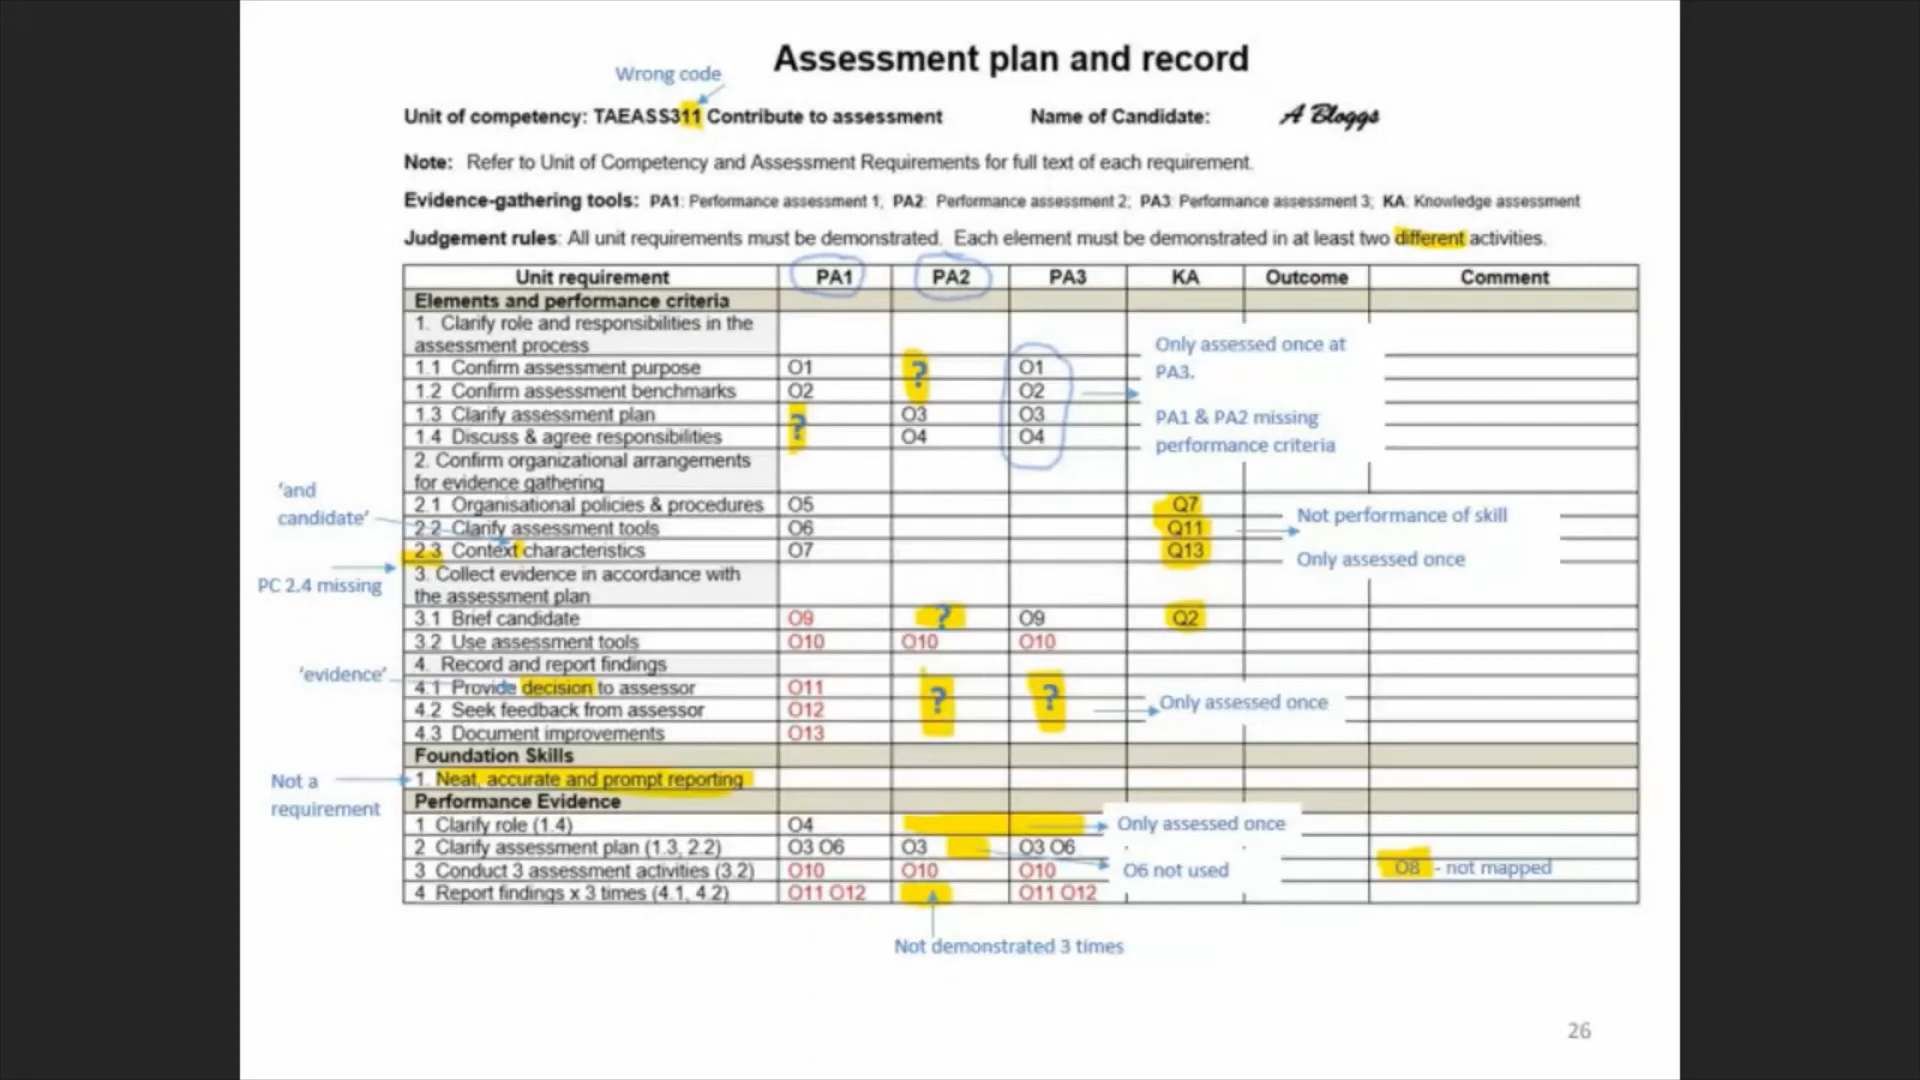 Assessment plan and record
Wrong code
Unit of competency: TAEASS311 Contribute to assessment Name of Candidate: A Bloggs
Note: Refer to Unit of Competency and Assessment Requirements for full text of each requirement.
Evidence-gathering tools: PA1: Performance assessment 1; PA2: Performance assessment 2; PA3: Performance assessment 3; KA: Knowledge assessment
Judgement rules: All unit requirements must be demonstrated. Each element must be demonstrated in at least two different activities.
Unit requirement PA1 PA2 PA3 KA Outcome Comment
Elements and performance criteria
1. Clarify role and responsibilities in the
assessment process
1.1 Confirm assessment purpose O1 ? O1
1.2 Confirm assessment benchmarks O2 O2
1.3 Clarify assessment plan ? O3 O3
1.4 Discuss & agree responsibilities O4 O4
Only assessed once at
PA3.
PA1 & PA2 missing
performance criteria
2. Confirm organizational arrangements
for evidence gathering
'and
candidate'
2.1 Organisational policies & procedures O5 Q7
2.2 Clarify assessment tools O6 Q11
2.3 Context characteristics O7 Q13
Not performance of skill
Only assessed once
PC 2.4 missing
3. Collect evidence in accordance with
the assessment plan
3.1 Brief candidate O9 ? O9 Q2
3.2 Use assessment tools O10 O10 O10
4. Record and report findings
'evidence'
4.1 Provide decision to assessor O11 ? ?
4.2 Seek feedback from assessor O12
4.3 Document improvements O13
Only assessed once
Foundation Skills
1. Neat, accurate and prompt reporting
Not a
requirement
Performance Evidence
1 Clarify role (1.4) O4 Only assessed once
2 Clarify assessment plan (1.3, 2.2) O3 O6 O3 O3 O6
3 Conduct 3 assessment activities (3.2) O10 O10 O10 O6 not used O8 - not mapped
4 Report findings x 3 times (4.1, 4.2) O11 O12 O11 O12
Not demonstrated 3 times
26